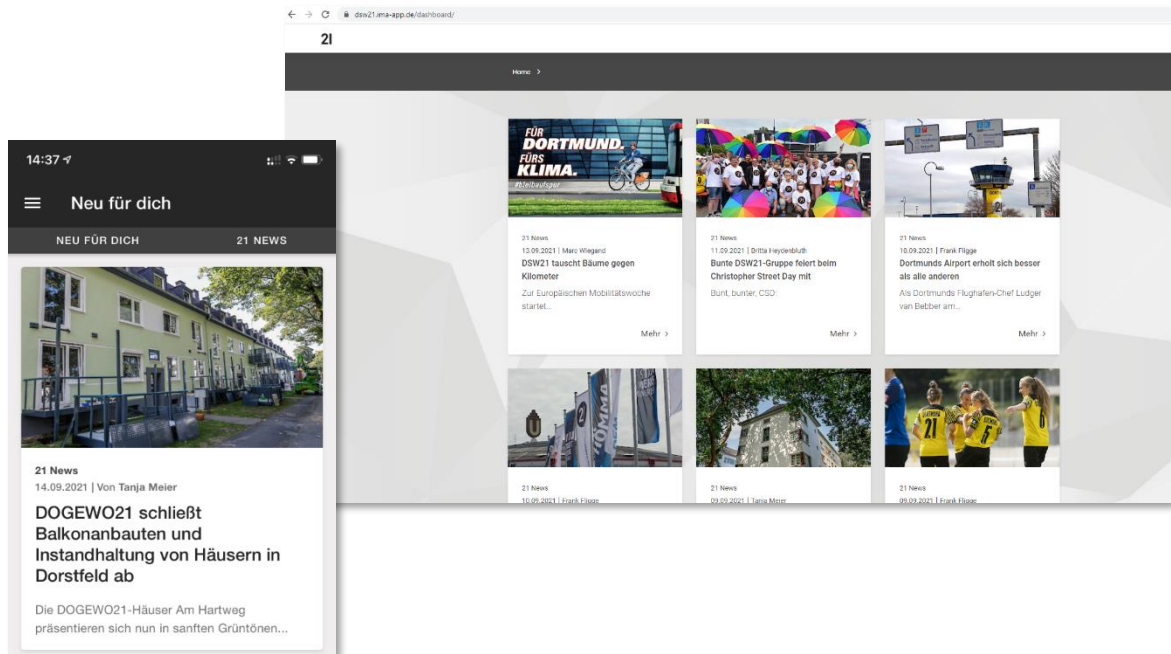 dsw21.ima-app.de/dashboard/
21
Home >
FÜR
DORTMUND.
FÜRS
KLIMA.
#bleibaufspur
21 News
13.09.2021 | Marc Wiegand
DSW21 tauscht Bäume gegen
Kilometer
Zur Europäischen Mobilitätswoche
startet...
Mehr >
21 News
11.09.2021 | Britta Heydenbluth
Bunte DSW21-Gruppe feiert beim
Christopher Street Day mit
Bunt, bunter, CSD:
Mehr >
21 News
10.09.2021 | Frank Fligge
Dortmunds Airport erholt sich besser
als alle anderen
Als Dortmunds Flughafen-Chef Ludger
van Bebber am...
Mehr >
21 News
10.09.2021 | Frank Fligge
21 News
09.09.2021 | Tanja Meier
21
5
6
21 News
09.09.2021 | Frank Fligge
14:37
Neu für dich
NEU FÜR DICH
21 NEWS
21 News
14.09.2021 | Von Tanja Meier
DOGEWO21 schließt
Balkonanbauten und
Instandhaltung von Häusern in
Dorstfeld ab
Die DOGEWO21-Häuser Am Hartweg
präsentieren sich nun in sanften Grüntönen...